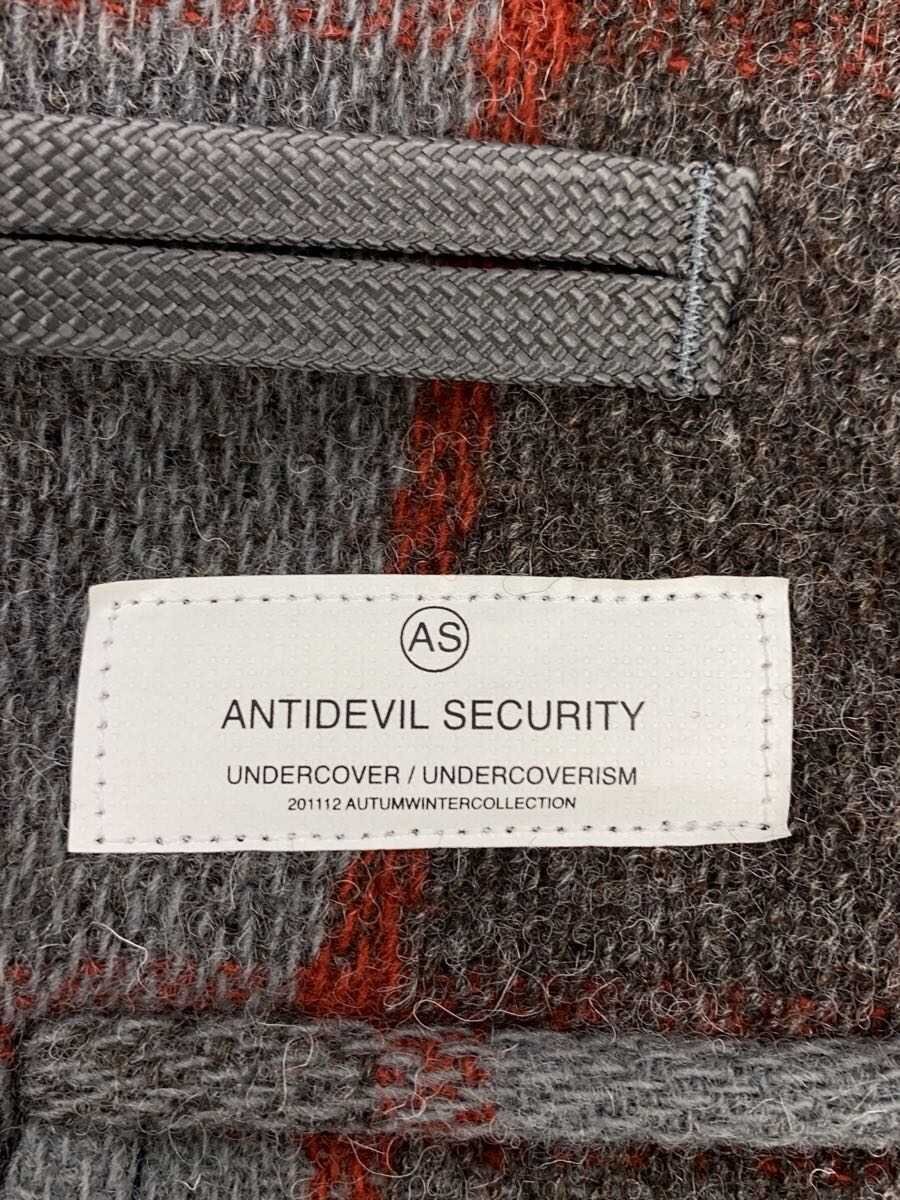 AS
ANTIDEVIL SECURITY
UNDERCOVER / UNDERCOVERISM
201112 AUTUMWINTERCOLLECTION